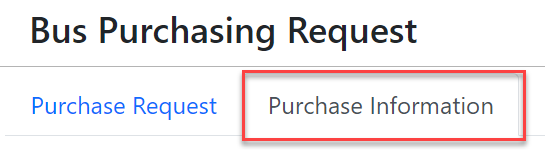 Bus Purchasing Request
Purchase Request Purchase Information